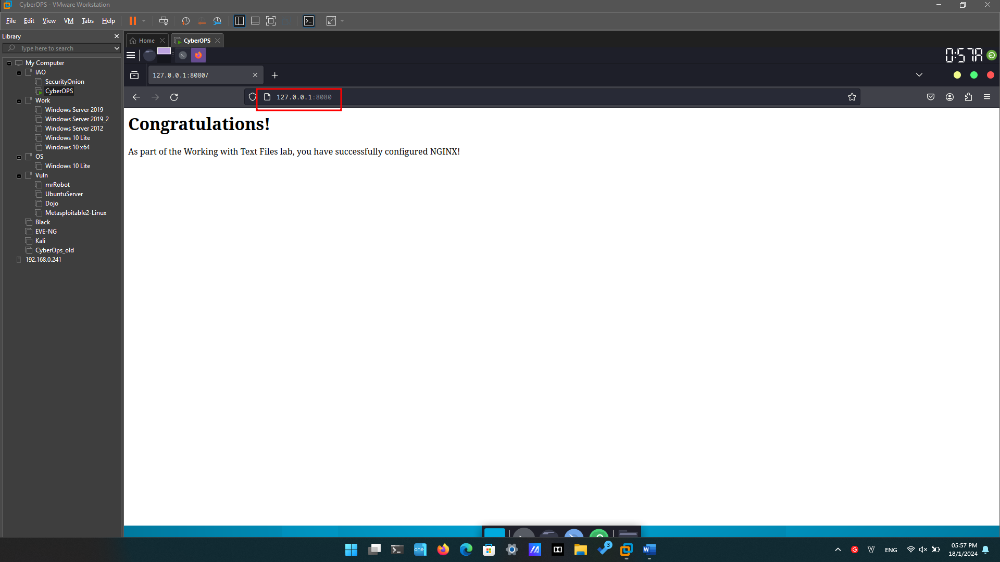 CyberOPS - VMware Workstation
File Edit View VM Tabs Help
Library
Type here to search
My Computer
IAO
SecurityOnion
CyberOPS
Work
Windows Server 2019
Windows Server 2019_2
Windows Server 2012
Windows 10 Lite
Windows 10 x64
OS
Windows 10 Lite
Vuln
mrRobot
UbuntuServer
Dojo
Metasploitable2-Linux
Black
EVE-NG
Kali
CyberOps_old
192.168.0.241
Home CyberOPS
0:57A
127.0.0.1:8080/
127.0.0.1:8080
Congratulations!
As part of the Working with Text Files lab, you have successfully configured NGINX!
one
3
W
G
V
ENG
05:57 PM
18/1/2024